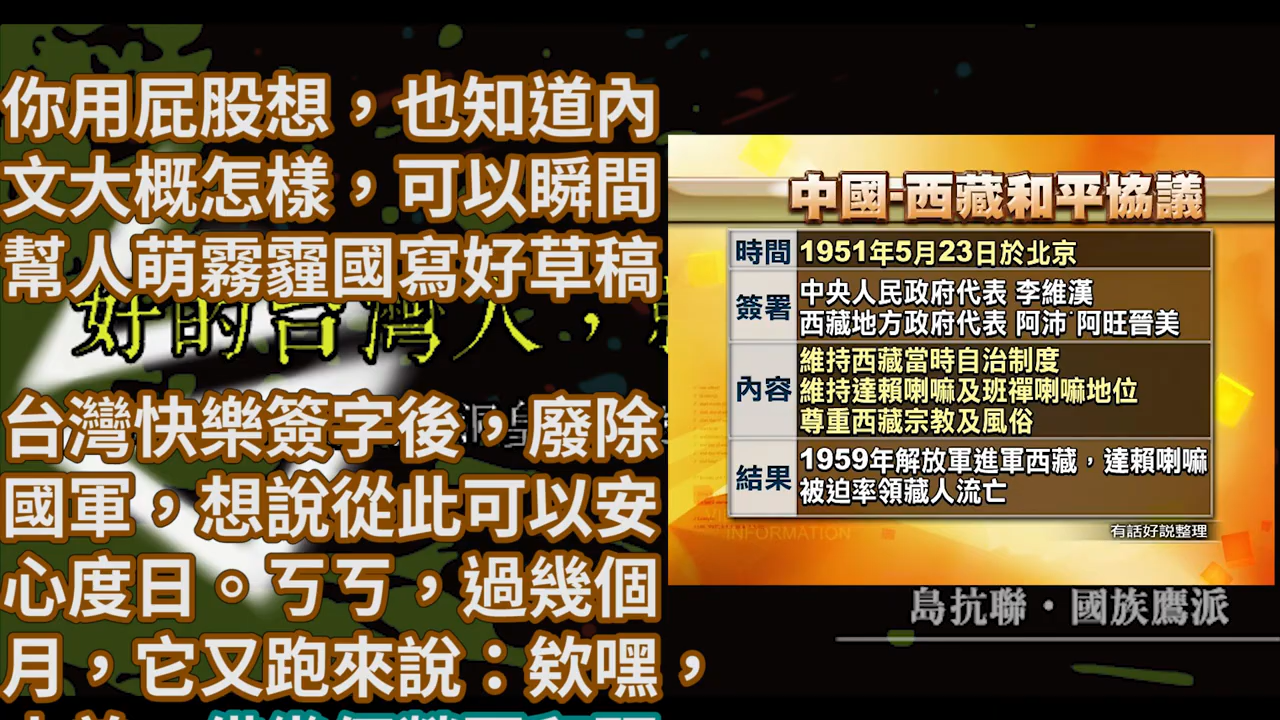 你用屁股想，也知道內
文大概怎樣，可以瞬間
幫人萌霧霾國寫好草稿
好的台灣人，
台灣快樂簽字後，廢除
國軍，想說從此可以安
心度日。ㄎㄎ，過幾個
月，它又跑來說：欸嘿，
中國-西藏和平協議
時間 1951年5月23日於北京
簽署 中央人民政府代表 李維漢
西藏地方政府代表 阿沛˙阿旺晉美
內容 維持西藏當時自治制度
維持達賴喇嘛及班禪喇嘛地位
尊重西藏宗教及風俗
結果 1959年解放軍進軍西藏，達賴喇嘛
被迫率領藏人流亡
INFORMATION
有話好説整理
島抗聯・國族鷹派